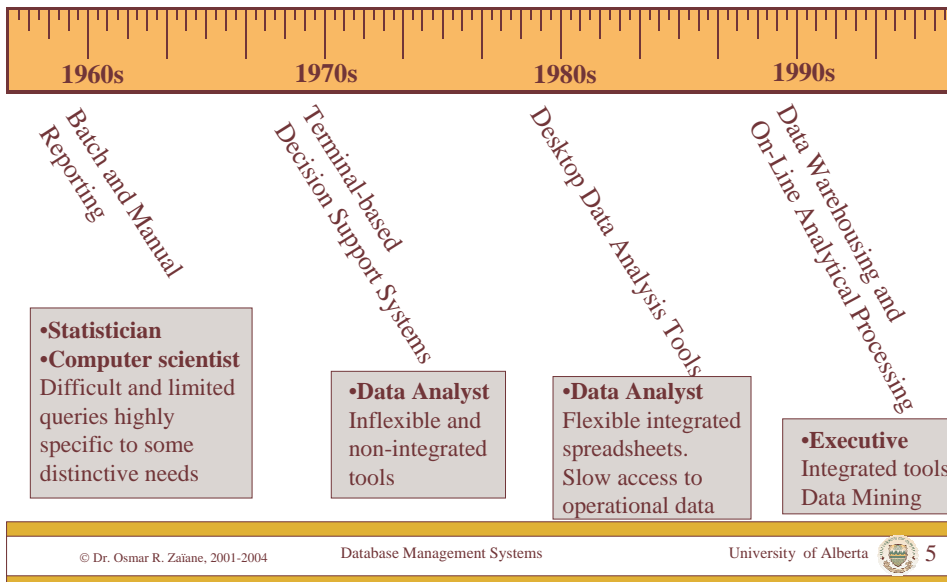 1960s
1970s
1980s
1990s
Batch and Manual
Reporting
Terminal-based
Decision Support Systems
Desktop Data Analysis Tools
Data Warehousing and
On-Line Analytical Processing
•Statistician
•Computer scientist
Difficult and limited
queries highly
specific to some
distinctive needs
•Data Analyst
Inflexible and
non-integrated
tools
•Data Analyst
Flexible integrated
spreadsheets.
Slow access to
operational data
•Executive
Integrated tools
Data Mining
© Dr. Osmar R. Zaïane, 2001-2004
Database Management Systems
University of Alberta
5